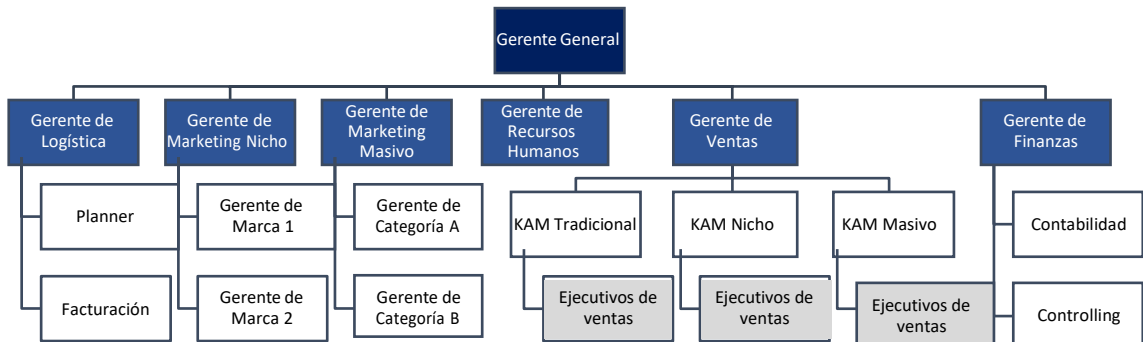 Gerente General
Gerente de
Logística
Gerente de
Marketing Nicho
Gerente de
Marketing
Masivo
Gerente de
Recursos
Humanos
Gerente de
Ventas
Gerente de
Finanzas
Planner
Gerente de
Marca 1
Gerente de
Categoría A
KAM Tradicional
KAM Nicho
KAM Masivo
Contabilidad
Facturación
Gerente de
Marca 2
Gerente de
Categoría B
Ejecutivos de
ventas
Ejecutivos de
ventas
Ejecutivos de
ventas
Controlling